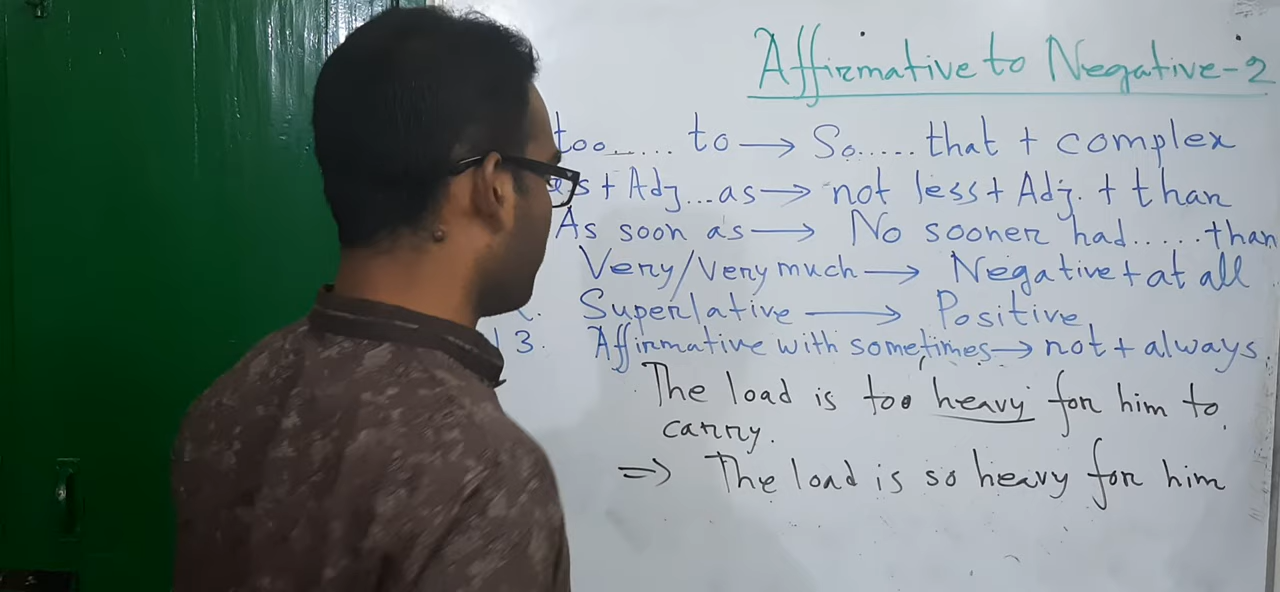 Affirmative to Negative-2
too...... to → So..... that + complex
+ Adj...as → not less + Adj. + than
As soon as → No sooner had..... than
Very/Very much → Negative + at all
Superlative → Positive
3. Affirmative with sometimes → not + always.
The load is too heavy for him to
carry.
⇒ The load is so heavy for him